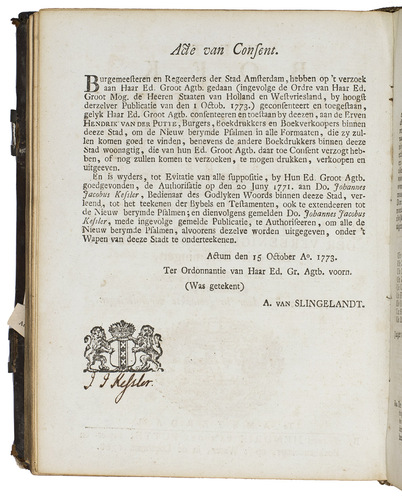 Acte van Consent.
Burgemeesteren en Regeerders der Stad Amsterdam, hebben op 't verzoek
aan Haar Ed. Groot Agtb. gedaan (ingevolge de Ordre van Haar Ed.
Groot Mog. de Heeren Staaten van Holland en Westvriesland, by hoogst
derzelver Publicatie van den 1 Octob. 1773.) geconsenteert en toegestaan,
gelyk Haar Ed. Groot Agtb. consenteeren en toestaan by deezen, aan de Erven
HENDRIK VAN DER PUTTE, Burgers, Boekdrukkers en Boekverkoopers binnen
deeze Stad, om de Nieuw berymde Psalmen in alle Formaaten, die zy zul-
len komen goed te vinden, benevens de andere Boekdrukkers binnen deeze
Stad woonagtig, die van hun Ed. Groot Agtb. daar toe Consent verzogt heb-
ben, of nog zullen komen te verzoeken, te mogen drukken, verkoopen en
uitgeeven.
En is wyders, tot Evitatie van alle suppositie, by Hun Ed. Groot Agtb.
goedgevonden, de Authorisatie op den 20 Juny 1771. aan Do. Johannes
Jacobus Kessler, Bedienaar des Godlyken Woords binnen deeze Stad, ver-
leend, tot het teekenen der Bybels en Testamenten, ook te extendeeren tot
de Nieuw berymde Psalmen; en dienvolgens gemelden Do. Johannes Jacobus
Kessler, mede ingevolge gemelde Publicatie, te Authoriseeren, om alle de
Nieuw berymde Psalmen, alvoorens dezelve worden uitgegeven, onder 't
Wapen van deeze Stadt te onderteekenen.
Actum den 15 October Ao. 1773.
Ter Ordonnantie van Haar Ed. Gr. Agtb. voorn.
(Was getekent)
A. VAN SLINGELANDT.
J J Kessler.